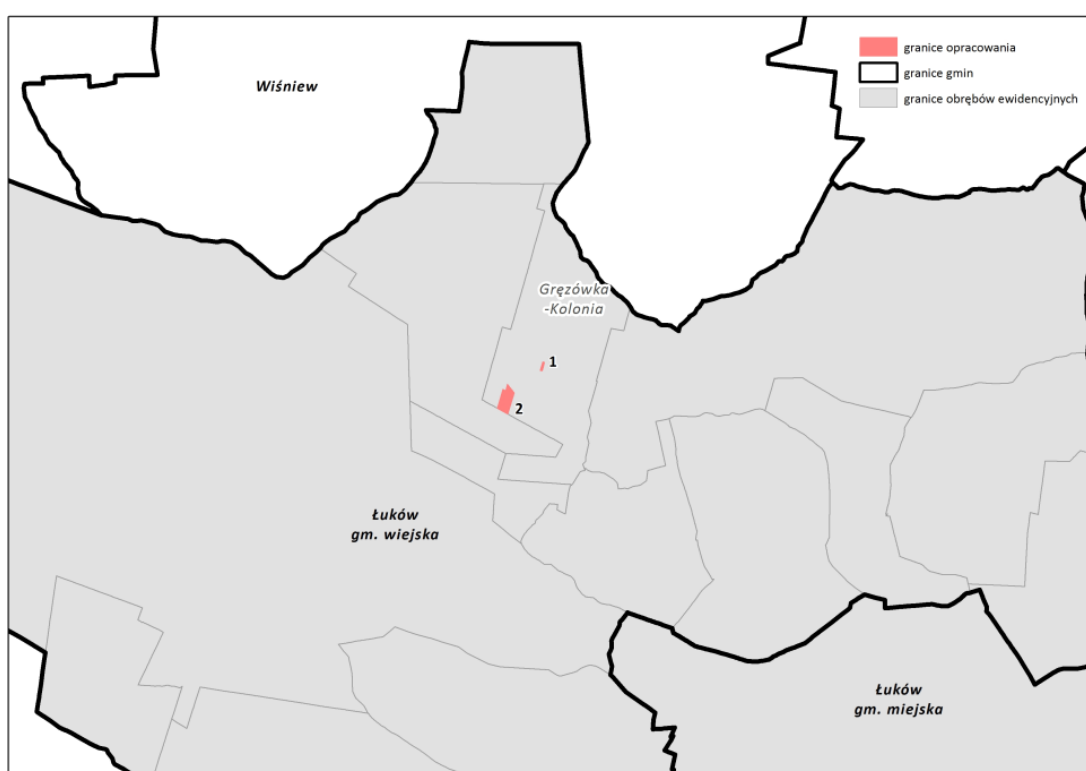 granice opracowania
granice gmin
granice obrębów ewidencyjnych
Wiśniew
Gręzówka
-Kolonia
1
2
Łuków
gm. wiejska
Łuków
gm. miejska